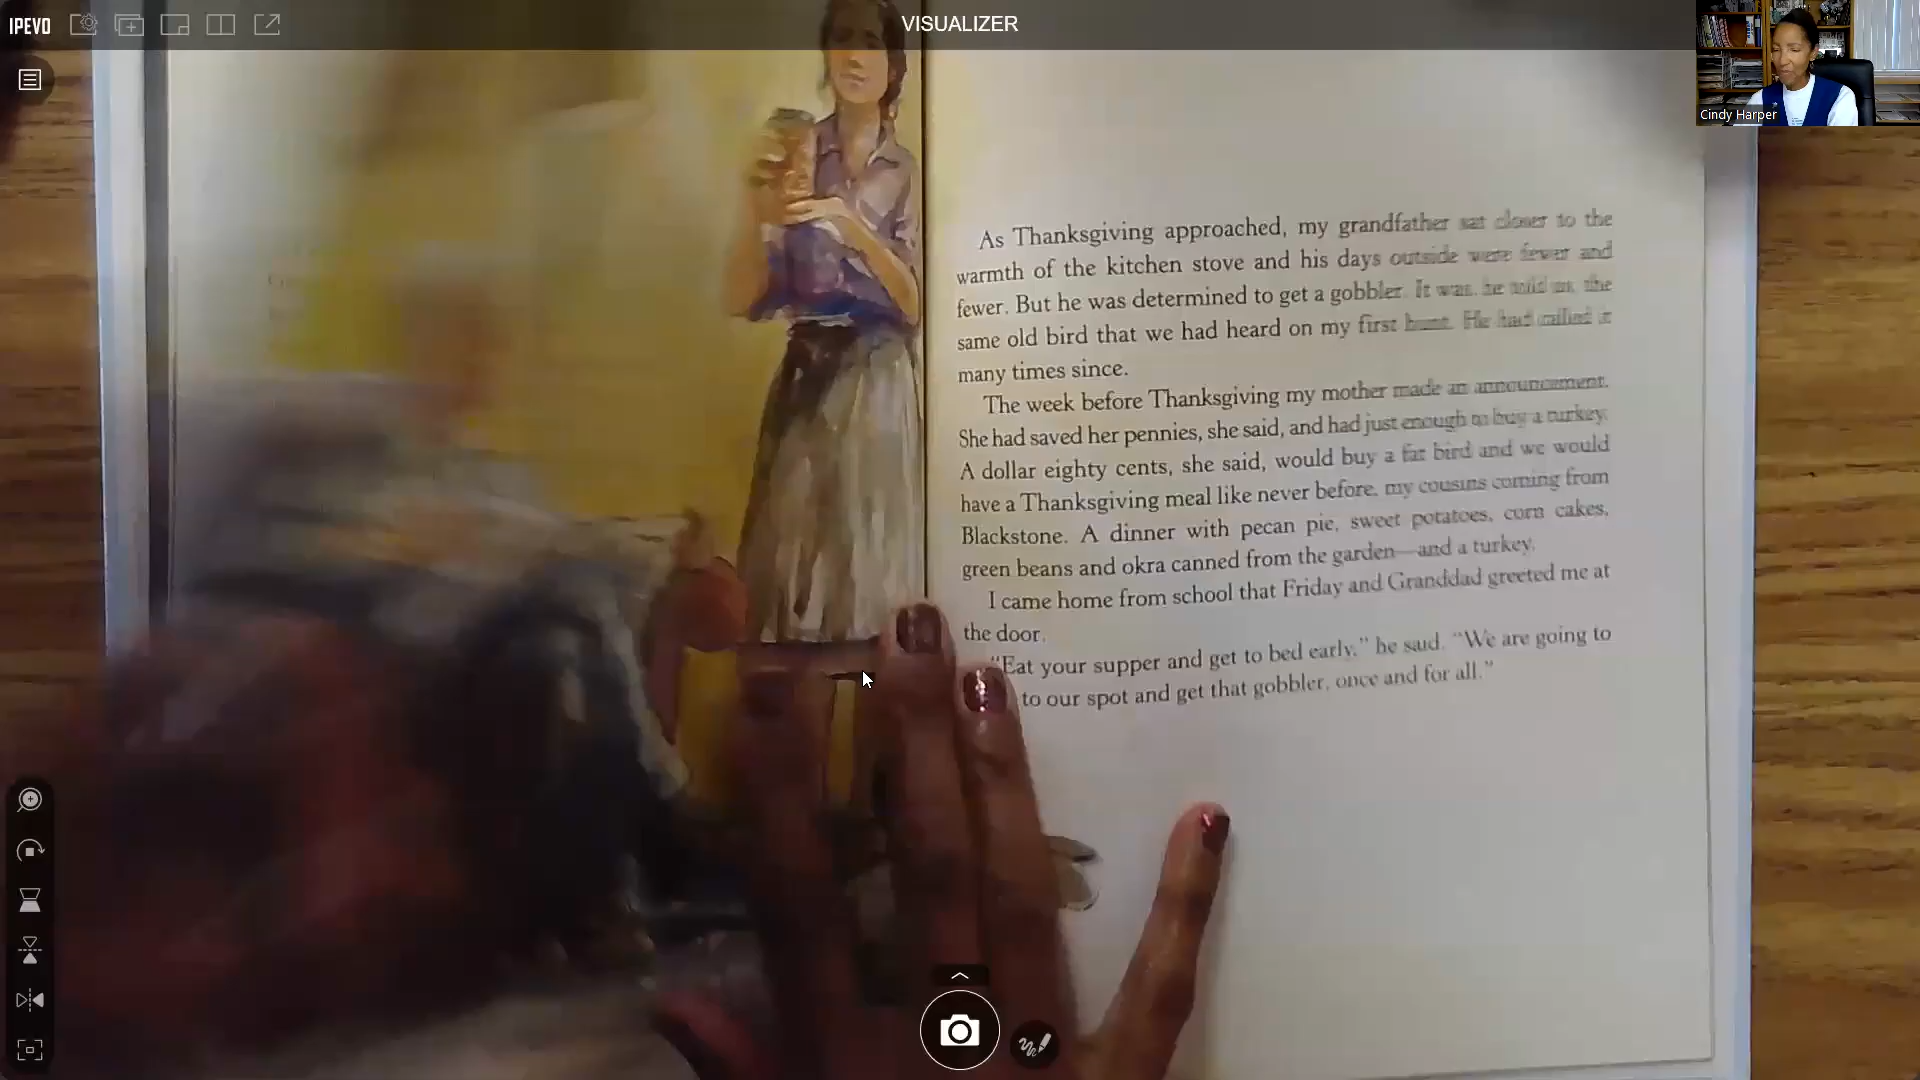 IPEVO
VISUALIZER
Cindy Harper
As Thanksgiving approached, my grandfather sat closer to the
warmth of the kitchen stove and his days outside were fewer and
fewer. But he was determined to get a gobbler. It was, he told us, the
same old bird that we had heard on my first hunt. He had called it
many times since.
The week before Thanksgiving my mother made an announcement.
She had saved her pennies, she said, and had just enough to buy a turkey.
A dollar eighty cents, she said, would buy a fat bird and we would
have a Thanksgiving meal like never before, my cousins coming from
Blackstone. A dinner with pecan pie, sweet potatoes, corn cakes,
green beans and okra canned from the garden—and a turkey.
I came home from school that Friday and Granddad greeted me at
the door.
"Eat your supper and get to bed early," he said. "We are going to
to our spot and get that gobbler, once and for all."